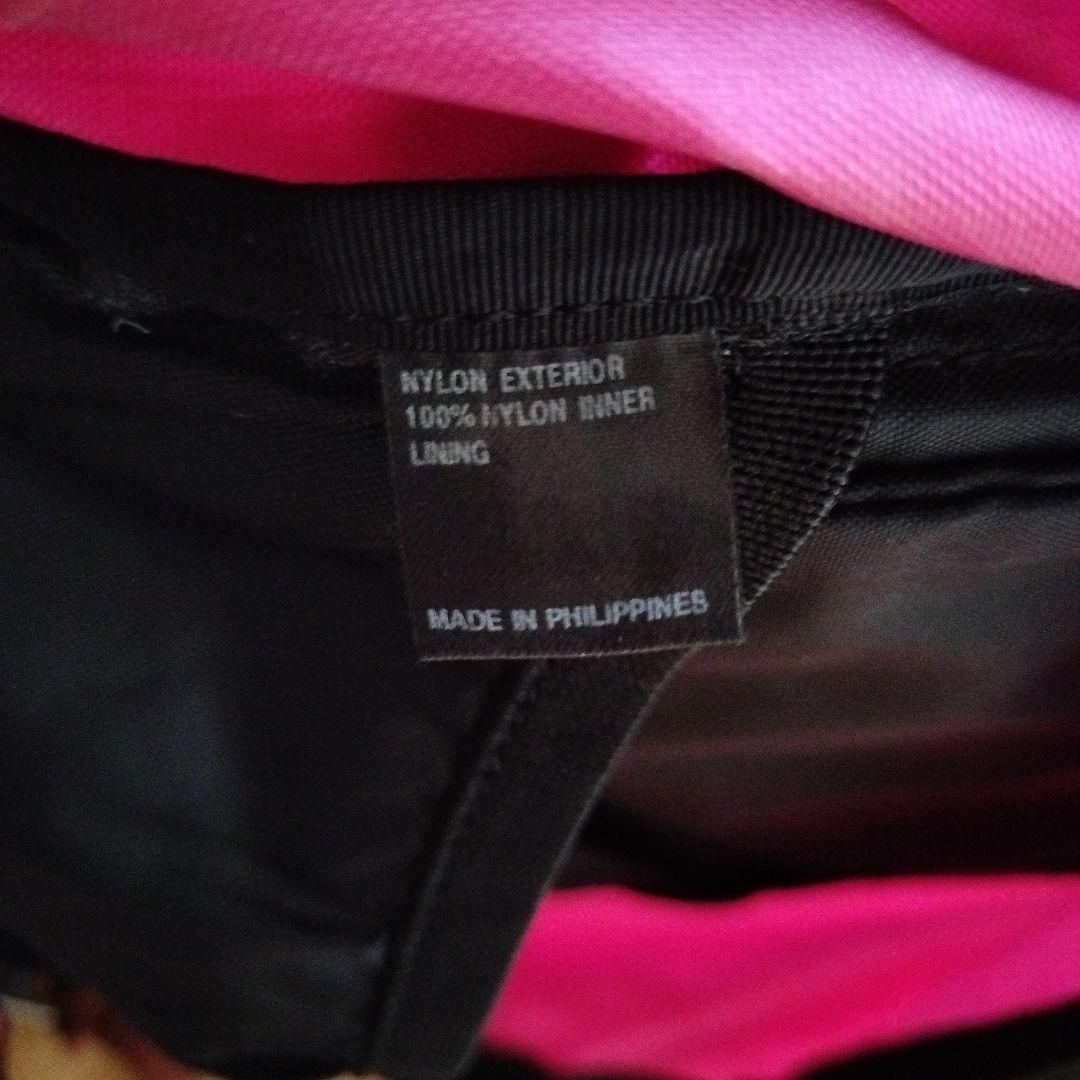 NYLON EXTERIOR
100% NYLON INNER
LINING
MADE IN PHILIPPINES